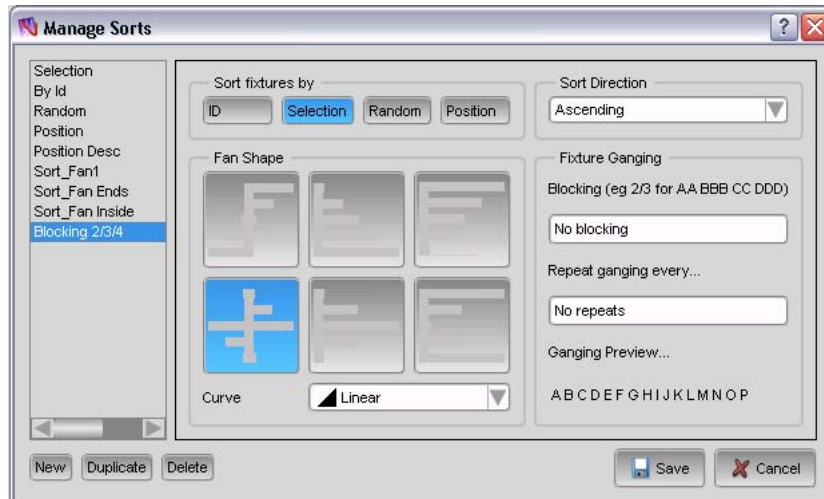 Manage Sorts
?
Selection
By Id
Random
Position
Position Desc
Sort_Fan1
Sort_Fan Ends
Sort_Fan Inside
Blocking 2/3/4
Sort fixtures by
ID
Selection
Random
Position
Sort Direction
Ascending
Fan Shape
Curve
Linear
Fixture Ganging
Blocking (eg 2/3 for AA BBB CC DDD)
No blocking
Repeat ganging every...
No repeats
Ganging Preview...
A B C D E F G H I J K L M N O P
New
Duplicate
Delete
Save
Cancel